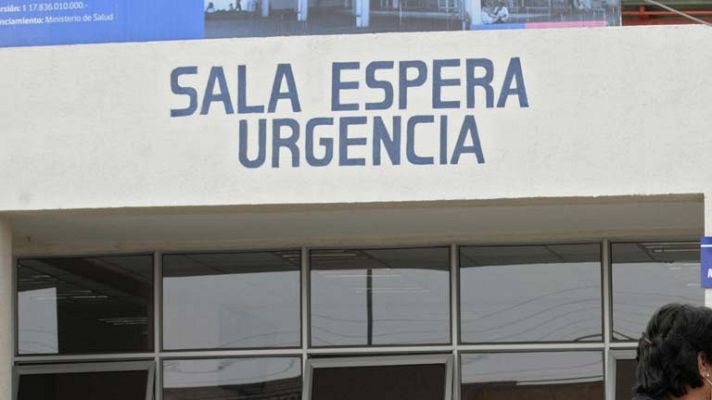 rsión: $ 17.836.010.000.-
nciamiento: Ministerio de Salud
SALA ESPERA
URGENCIA